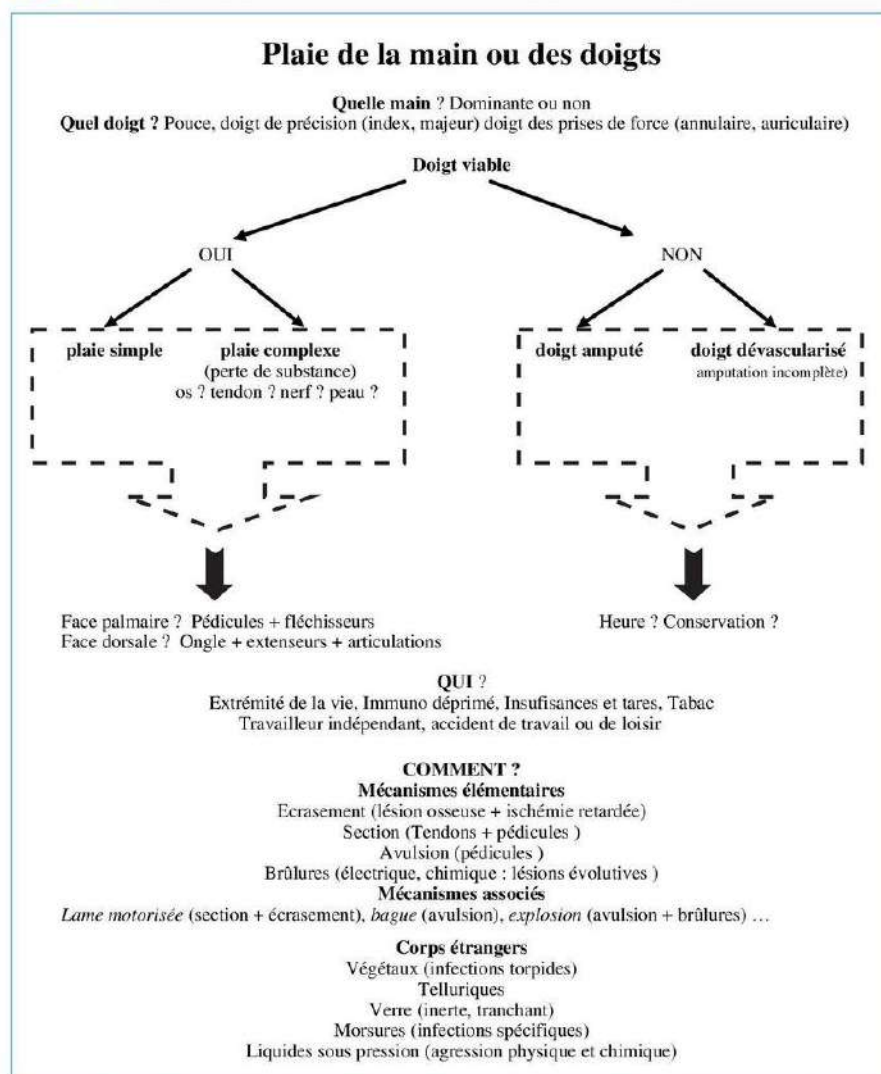 Plaie de la main ou des doigts
Quelle main ? Dominante ou non
Quel doigt ? Pouce, doigt de précision (index, majeur) doigt des prises de force (annulaire, auriculaire)
Doigt viable
OUI
NON
plaie simple
plaie complexe
(perte de substance)
os ? tendon ? nerf ? peau ?
doigt amputé
doigt dévascularisé
amputation incomplète)
Face palmaire ? Pédicules + fléchisseurs
Face dorsale ? Ongle + extenseurs + articulations
Heure ? Conservation ?
QUI ?
Extrémité de la vie, Immuno déprimé, Insufisances et tares, Tabac
Travailleur indépendant, accident de travail ou de loisir
COMMENT ?
Mécanismes élémentaires
Ecrasement (lésion osseuse + ischémie retardée)
Section (Tendons + pédicules )
Avulsion (pédicules )
Brûlures (électrique, chimique : lésions évolutives )
Mécanismes associés
Lame motorisée (section + écrasement), bague (avulsion), explosion (avulsion + brûlures) …
Corps étrangers
Végétaux (infections torpides)
Telluriques
Verre (inerte, tranchant)
Morsures (infections spécifiques)
Liquides sous pression (agression physique et chimique)